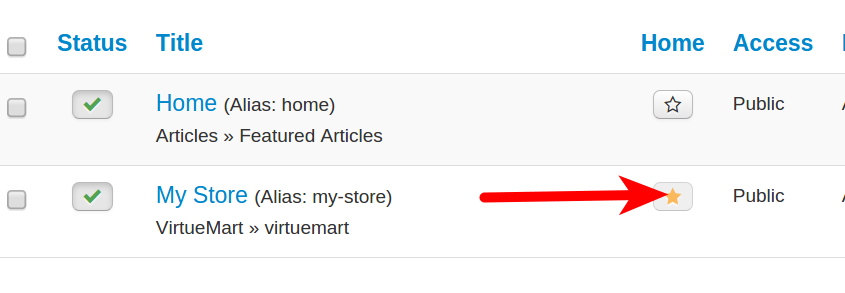 Status Title Home Access
Home (Alias: home) Public
Articles » Featured Articles
My Store (Alias: my-store) Public
VirtueMart » virtuemart